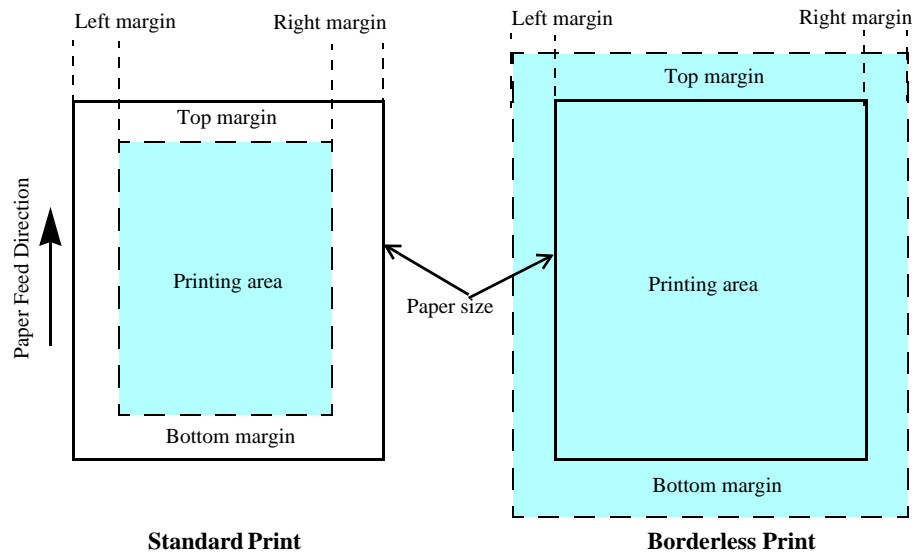 Left margin
Right margin
Left margin
Right margin
Top margin
Top margin
Paper Feed Direction
Printing area
Printing area
Paper size
Bottom margin
Bottom margin
Standard Print
Borderless Print